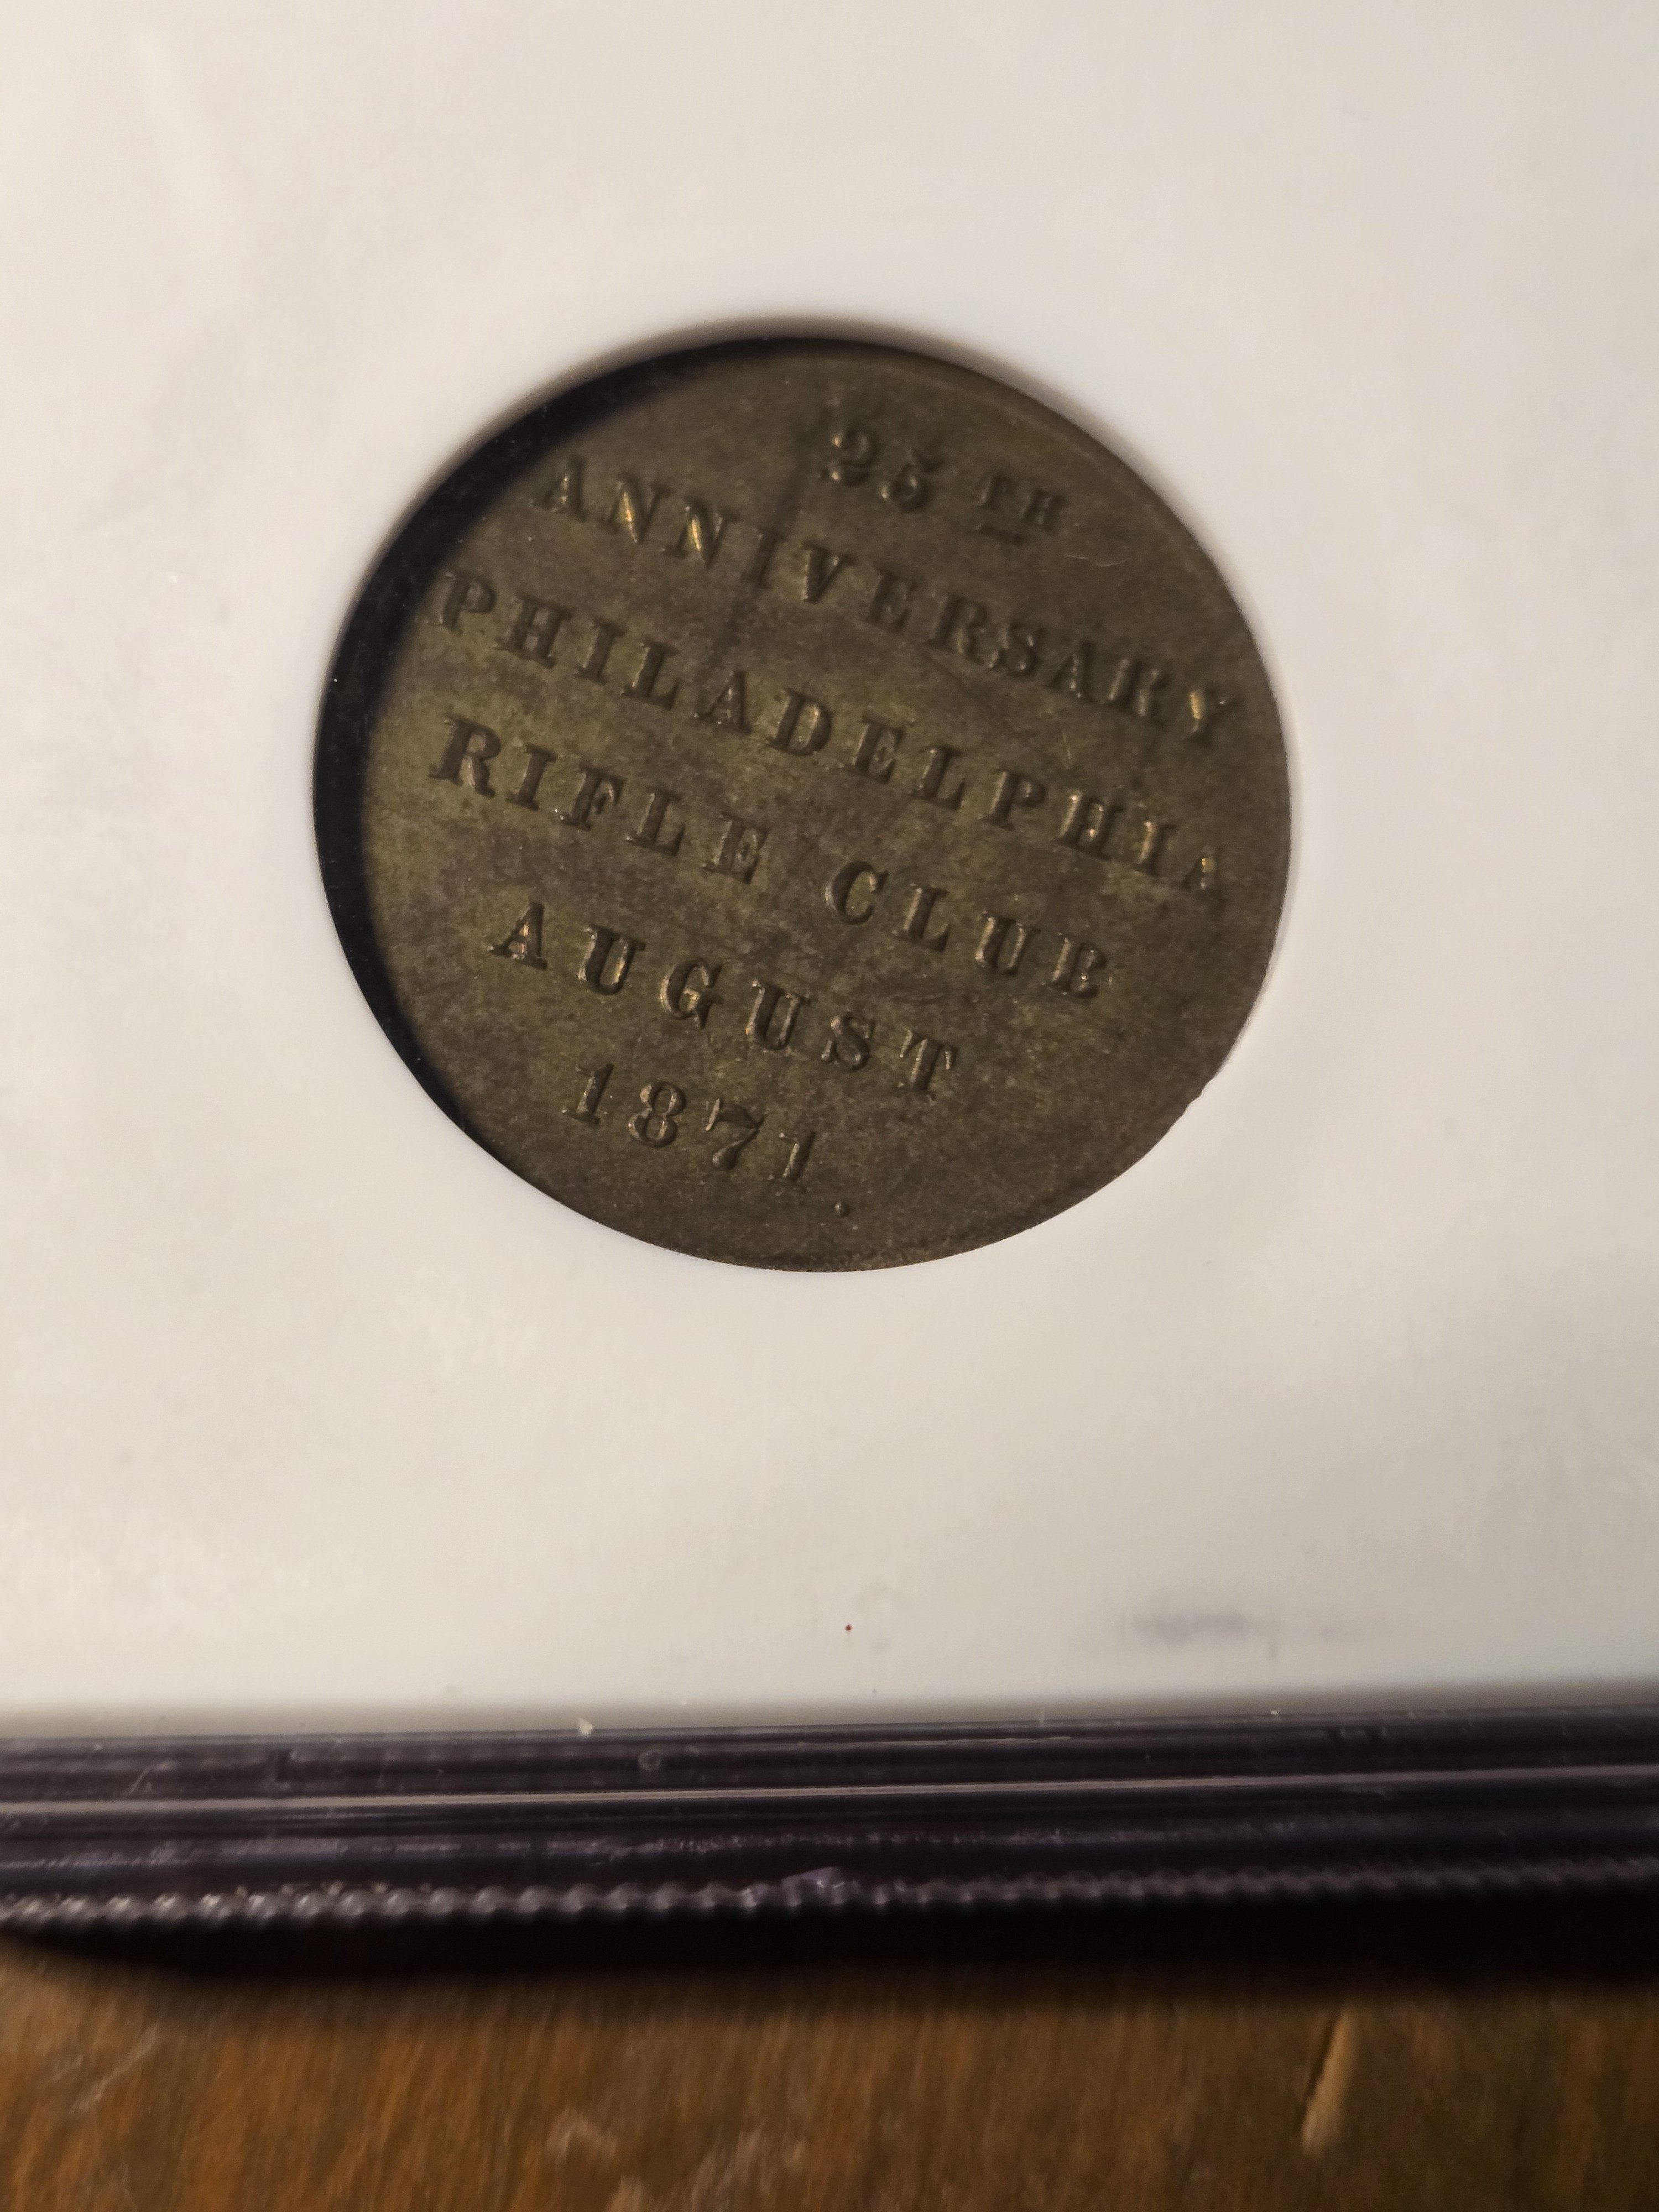 25TH
ANNIVERSARY
PHILADELPHIA
RIFLE CLUB
AUGUST
1871.